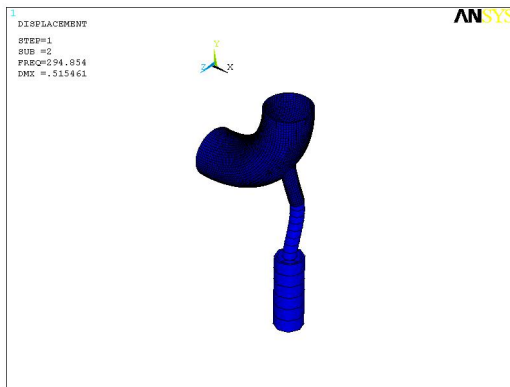 1
DISPLACEMENT
STEP=1
SUB =2
FREQ=294.854
DMX =.515461
ANSYS
Y
Z
X